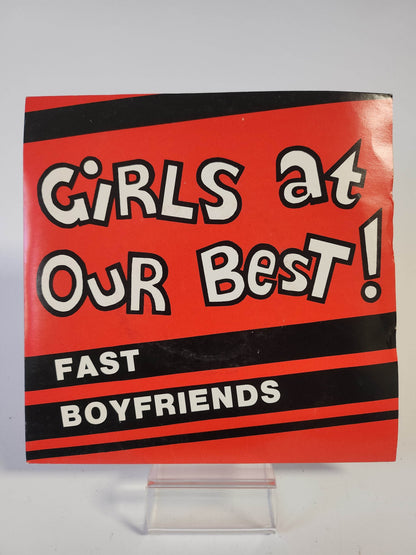 GiRLS at
OUR BEST!
FAST
BOYFRIENDS